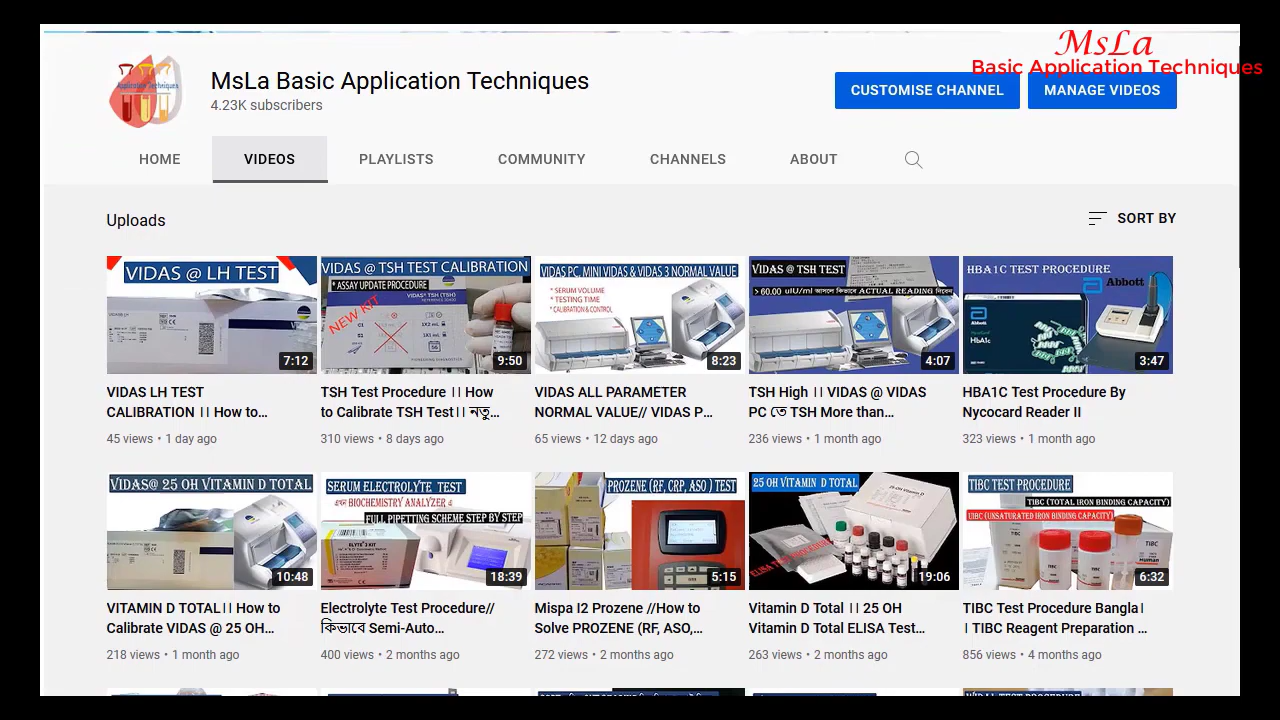 MsLa
Basic Application Techniques
Application Techniques
MsLa Basic Application Techniques
4.23K subscribers
CUSTOMISE CHANNEL
MANAGE VIDEOS
HOME
VIDEOS
PLAYLISTS
COMMUNITY
CHANNELS
ABOUT
Uploads
SORT BY
VIDAS @ LH TEST
7:12
VIDAS @ TSH TEST CALIBRATION
* ASSAY UPDATE PROCEDURE
VIDAS® TSH (TSH)
NEW KIT
9:50
VIDAS PC, MINI VIDAS & VIDAS 3 NORMAL VALUE
* SERUM VOLUME
* TESTING TIME
* CALIBRATION & CONTROL
8:23
VIDAS @ TSH TEST
> 60.00 uIU/ml আসলে কিভাবে ACTUAL READING দিবেন
4:07
HBA1C TEST PROCEDURE
Abbott
HbA1c
3:47
VIDAS LH TEST
CALIBRATION ।। How to...
45 views • 1 day ago
TSH Test Procedure ।। How
to Calibrate TSH Test।। নতু...
310 views • 8 days ago
VIDAS ALL PARAMETER
NORMAL VALUE// VIDAS P...
65 views • 12 days ago
TSH High ।। VIDAS @ VIDAS
PC তে TSH More than...
236 views • 1 month ago
HBA1C Test Procedure By
Nycocard Reader II
323 views • 1 month ago
VIDAS@ 25 OH VITAMIN D TOTAL
10:48
SERUM ELECTROLYTE TEST
এখন BIOCHEMISTRY ANALYZER এ
FULL PIPETTING SCHEME STEP BY STEP
18:39
PROZENE (RF, CRP, ASO ) TEST
5:15
25 OH VITAMIN D TOTAL
25 OH Vitamin D
ELISA TEST
19:06
TIBC TEST PROCEDURE
TIBC (TOTAL IRON BINDING CAPACITY)
UIBC (UNSATURATED IRON BINDING CAPACITY)
TIBC
Human
6:32
VITAMIN D TOTAL।। How to
Calibrate VIDAS @ 25 OH...
218 views • 1 month ago
Electrolyte Test Procedure//
কিভাবে Semi-Auto...
400 views • 2 months ago
Mispa I2 Prozene //How to
Solve PROZENE (RF, ASO,...
272 views • 2 months ago
Vitamin D Total ।। 25 OH
Vitamin D Total ELISA Test...
263 views • 2 months ago
TIBC Test Procedure Bangla।
। TIBC Reagent Preparation ...
856 views • 4 months ago